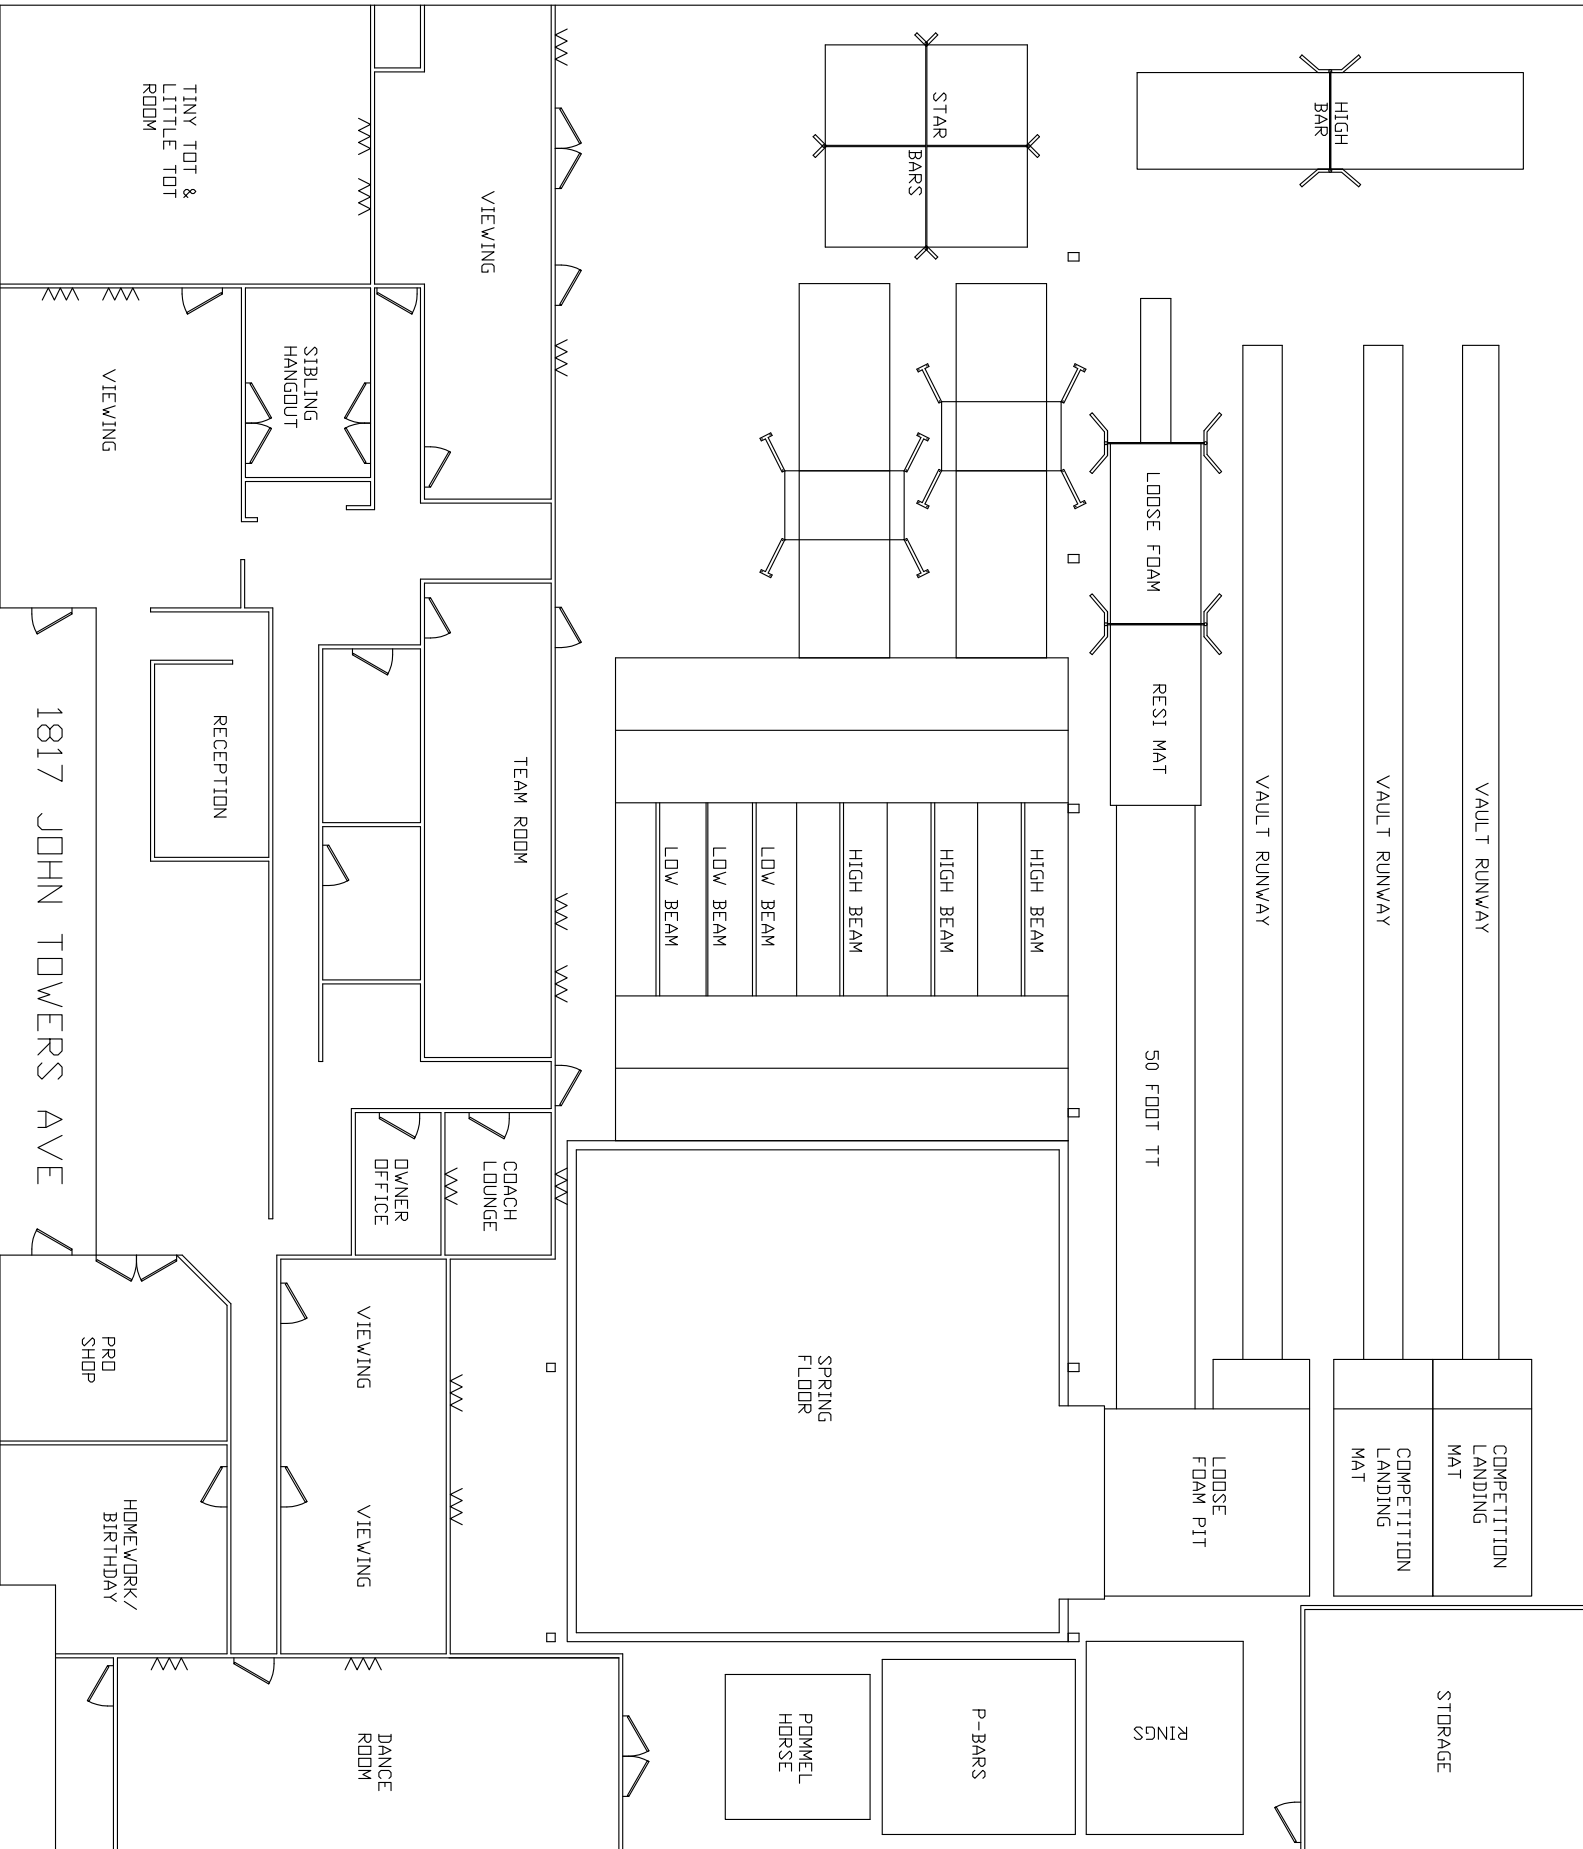 TINY TOT &
LITTLE TOT
ROOM
VIEWING
STAR
BARS
HIGH
BAR
SIBLING
HANGOUT
VIEWING
LOOSE FOAM
RESI MAT
1817 JOHN TOWERS AVE
RECEPTION
TEAM ROOM
LOW BEAM
LOW BEAM
LOW BEAM
HIGH BEAM
HIGH BEAM
HIGH BEAM
VAULT RUNWAY
VAULT RUNWAY
VAULT RUNWAY
50 FOOT TT
OWNER
OFFICE
COACH
LOUNGE
PRO
SHOP
VIEWING
SPRING
FLOOR
LOOSE
FOAM PIT
COMPETITION
LANDING
MAT
COMPETITION
LANDING
MAT
HOMEWORK/
BIRTHDAY
VIEWING
DANCE
ROOM
POMMEL
HORSE
P-BARS
RINGS
STORAGE